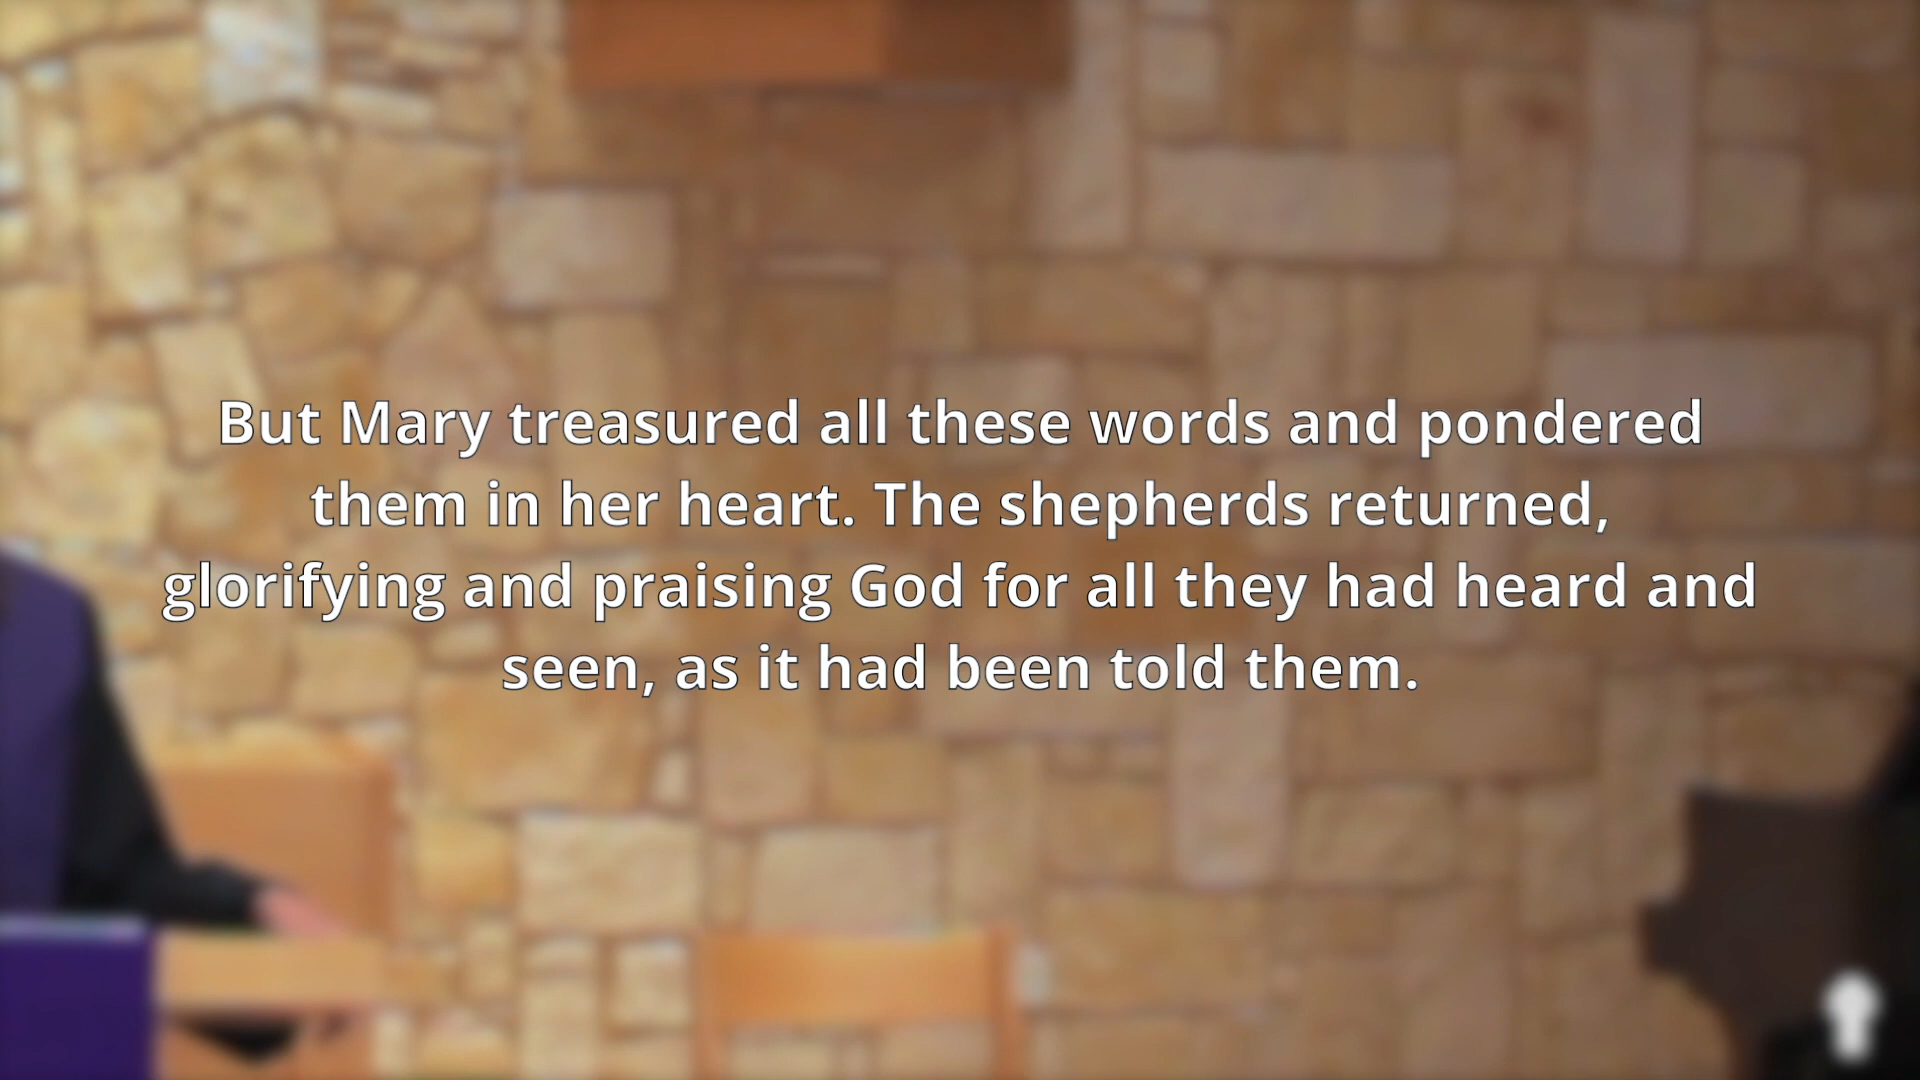 But Mary treasured all these words and pondered
them in her heart. The shepherds returned,
glorifying and praising God for all they had heard and
seen, as it had been told them.